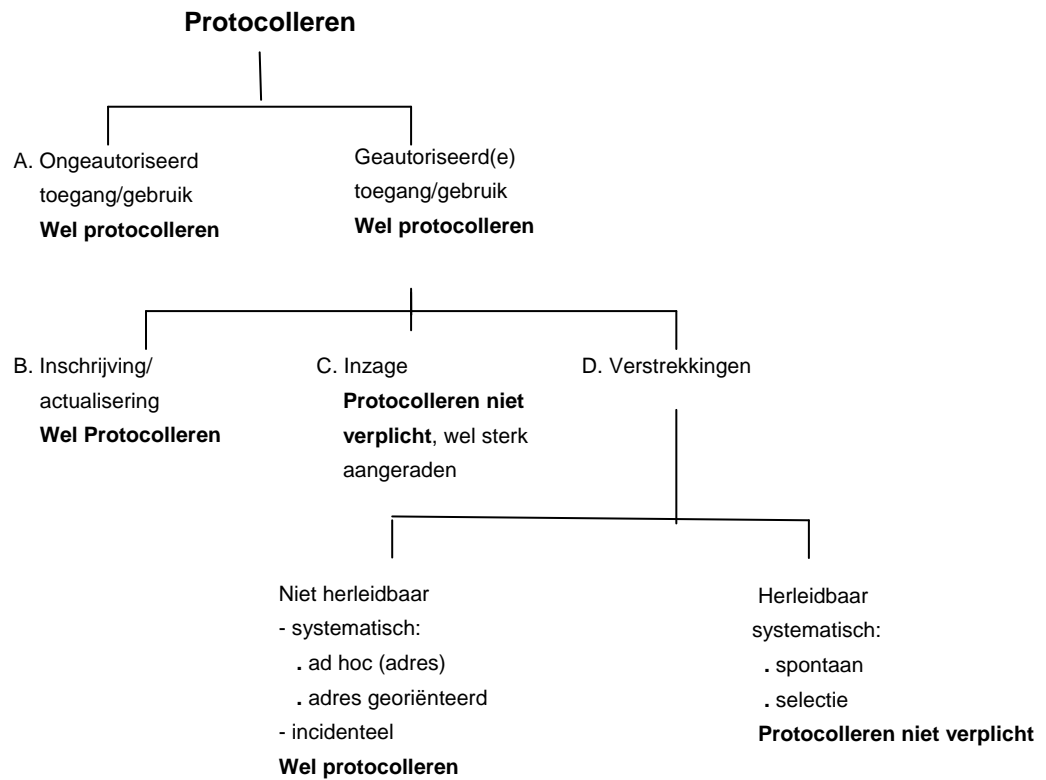 Protocolleren
A. Ongeautoriseerd
toegang/gebruik
Wel protocolleren
Geautoriseerd(e)
toegang/gebruik
Wel protocolleren
B. Inschrijving/
actualisering
Wel Protocolleren
C. Inzage
Protocolleren niet
verplicht, wel sterk
aangeraden
D. Verstrekkingen
Niet herleidbaar
- systematisch:
. ad hoc (adres)
. adres georiënteerd
- incidenteel
Wel protocolleren
Herleidbaar
systematisch:
. spontaan
. selectie
Protocolleren niet verplicht